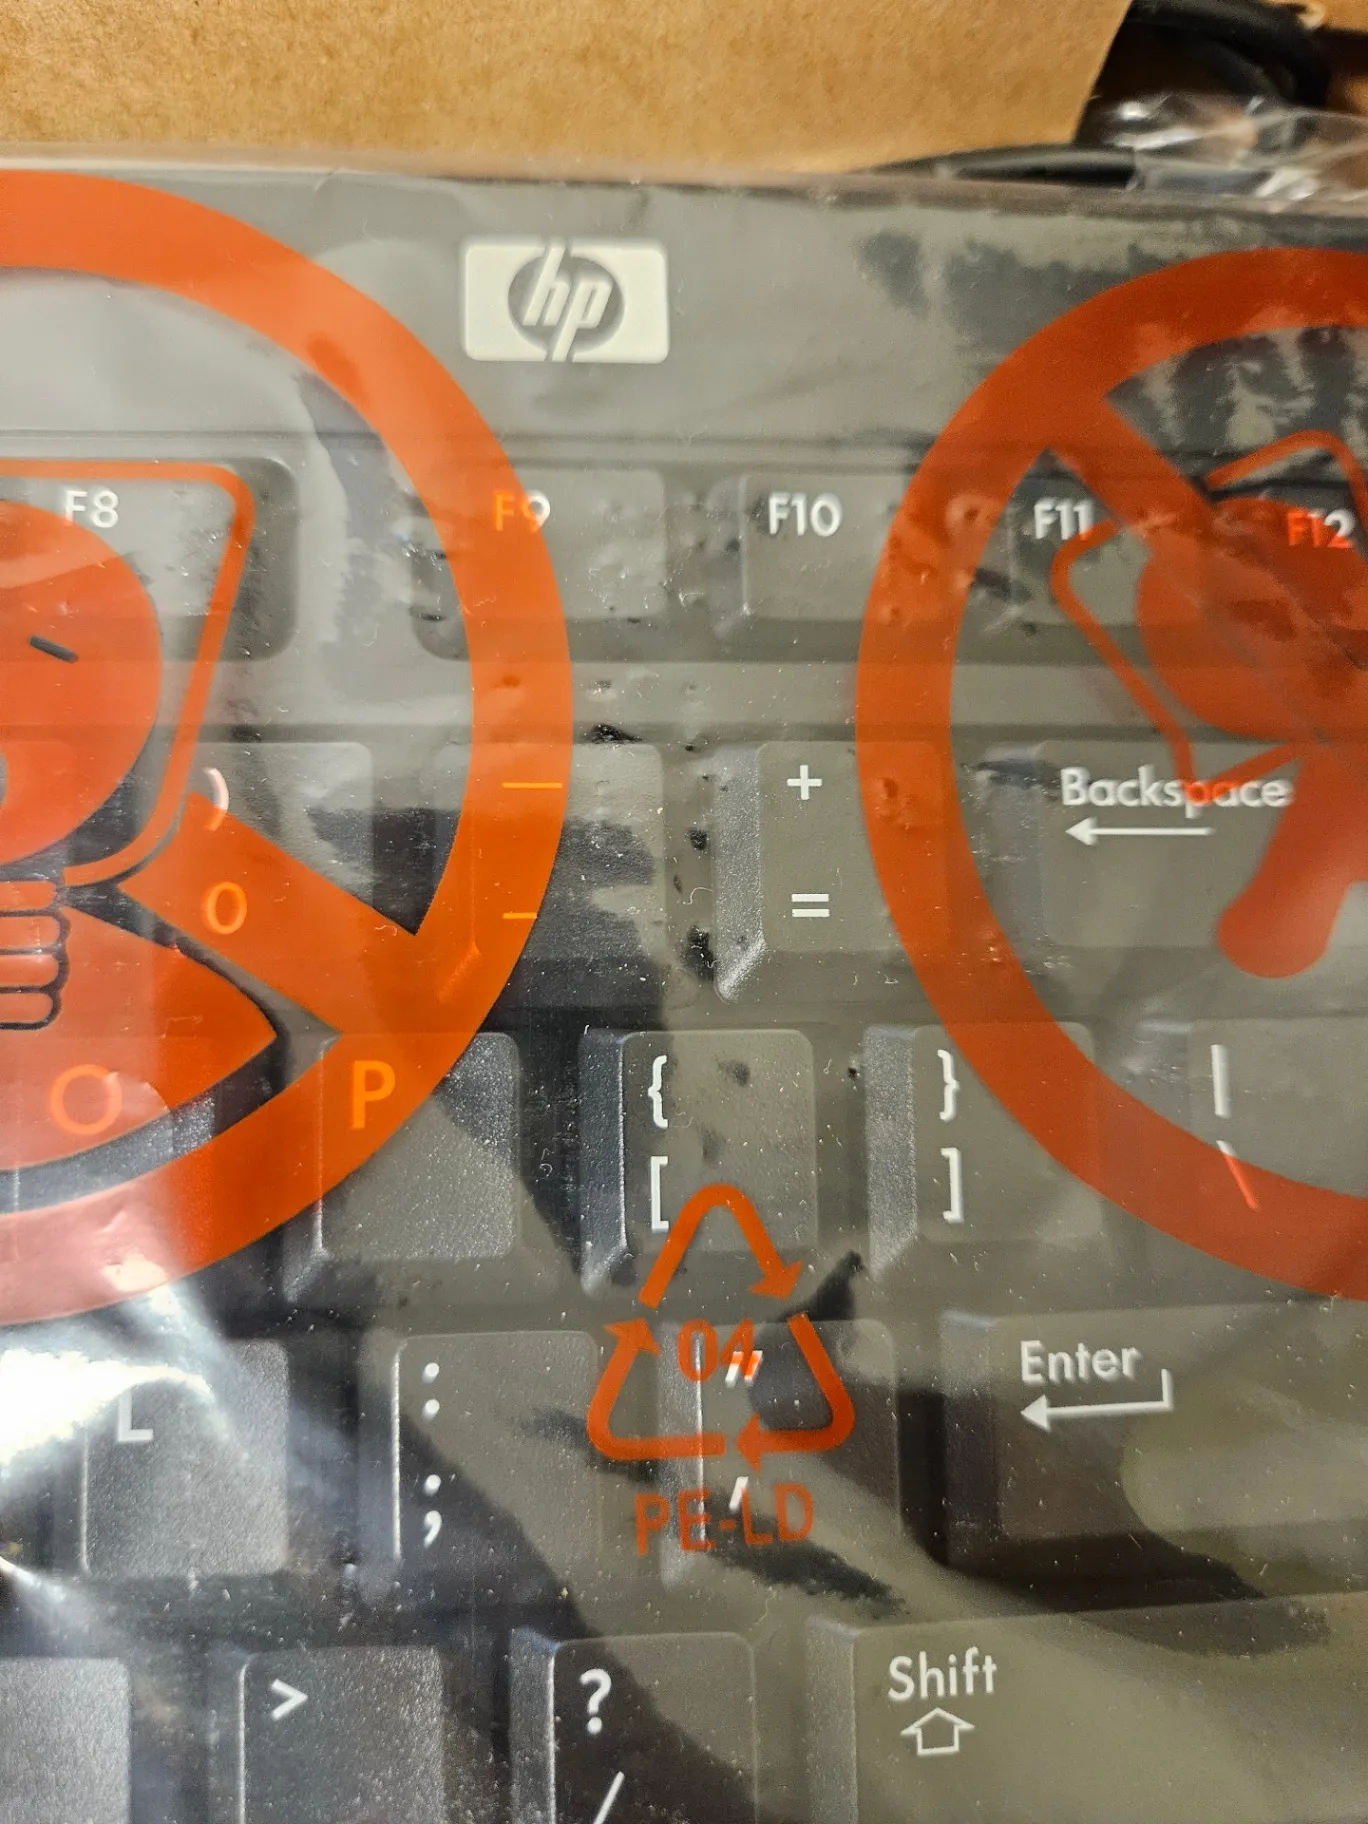 hp
F8 F9 F10 F11 F12
) _ + Backspace
0 - =
O P { } |
[ ] \
L : " Enter
; '
04
PE-LD
> ? Shift
/